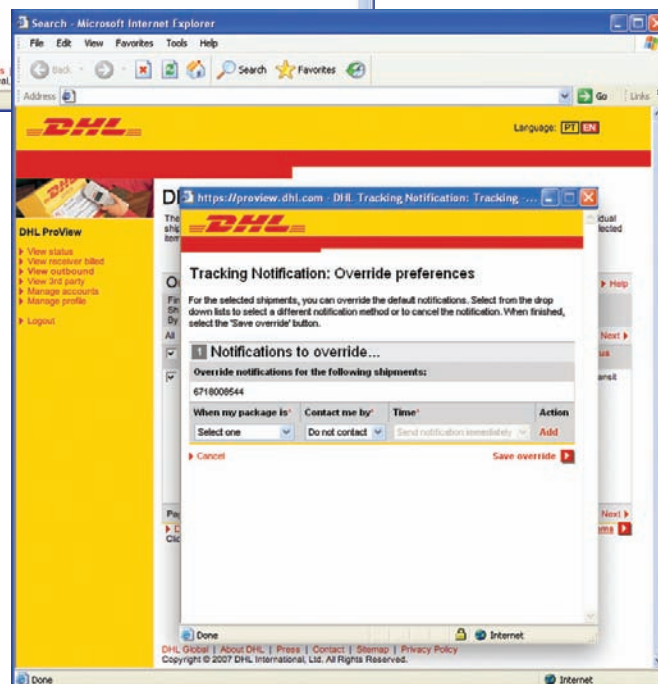 Search - Microsoft Internet Explorer
File Edit View Favorites Tools Help
Back Search Favorites
Address Go Links
DHL
Language: PT EN
DHL ProView
View status
View receiver billed
View outbound
View 3rd party
Manage accounts
Manage profile
Logout
Help
Next
Next
https://proview.dhl.com - DHL Tracking Notification: Tracking ...
DHL
Tracking Notification: Override preferences
For the selected shipments, you can override the default notifications. Select from the drop
down lists to select a different notification method or to cancel the notification. When finished,
select the 'Save override' button.
1 Notifications to override...
Override notifications for the following shipments:
6718008544
When my package is* Contact me by* Time* Action
Select one Do not contact Send notification immediately Add
Cancel Save override
Done Internet
DHL Global | About DHL | Press | Contact | Sitemap | Privacy Policy
Copyright © 2007 DHL International, Ltd. All Rights Reserved.
Done Internet